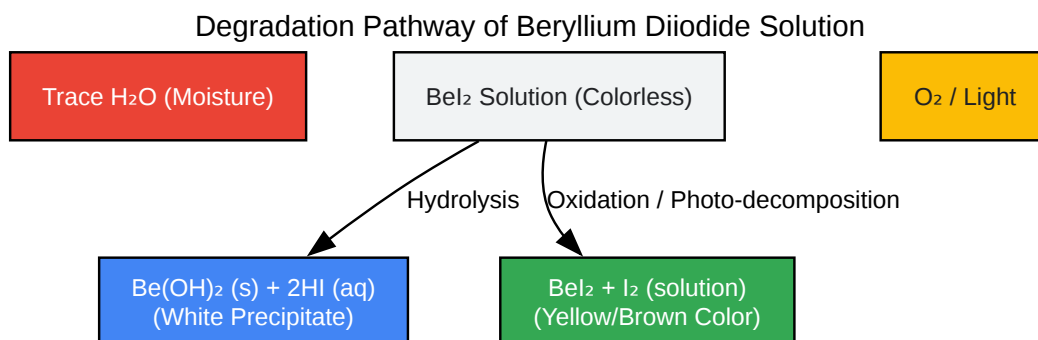 Degradation Pathway of Beryllium Diiodide Solution
Trace H₂O (Moisture)
BeI₂ Solution (Colorless)
O₂ / Light
Hydrolysis
Oxidation / Photo-decomposition
Be(OH)₂ (s) + 2HI (aq)
(White Precipitate)
BeI₂ + I₂ (solution)
(Yellow/Brown Color)